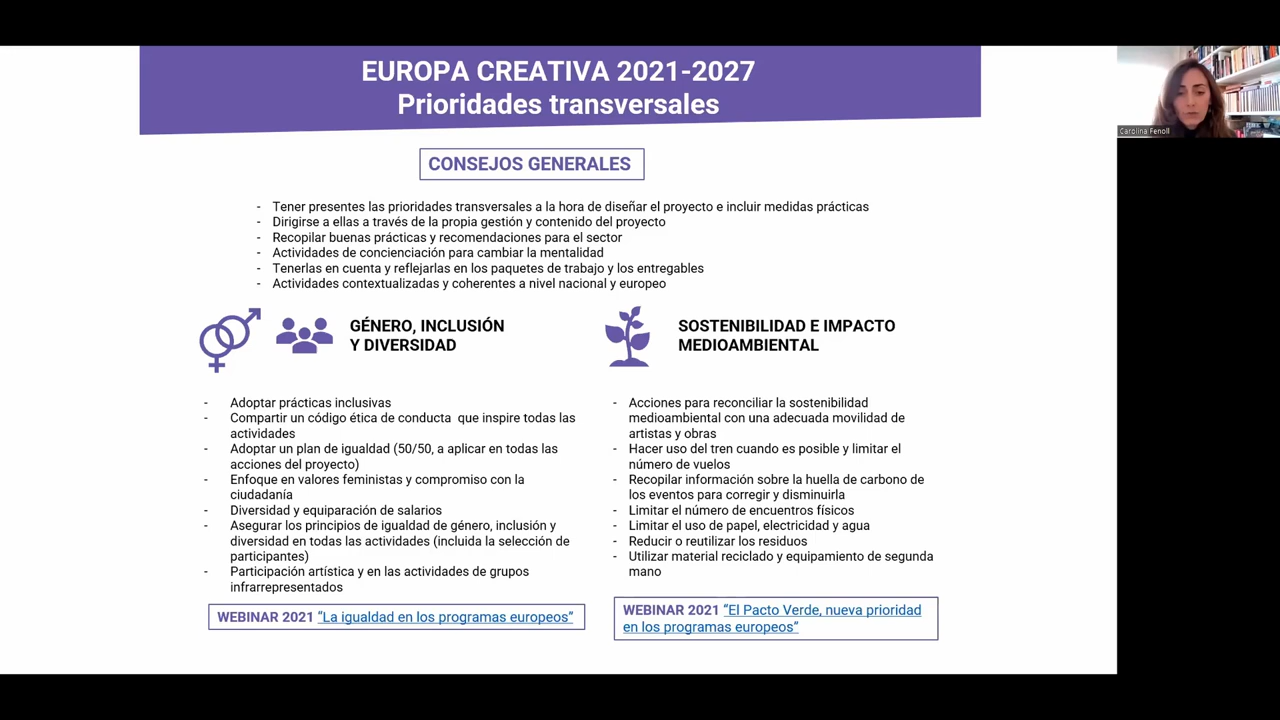 EUROPA CREATIVA 2021-2027
Prioridades transversales
CONSEJOS GENERALES
- Tener presentes las prioridades transversales a la hora de diseñar el proyecto e incluir medidas prácticas
- Dirigirse a ellas a través de la propia gestión y contenido del proyecto
- Recopilar buenas prácticas y recomendaciones para el sector
- Actividades de concienciación para cambiar la mentalidad
- Tenerlas en cuenta y reflejarlas en los paquetes de trabajo y los entregables
- Actividades contextualizadas y coherentes a nivel nacional y europeo
GÉNERO, INCLUSIÓN
Y DIVERSIDAD
- Adoptar prácticas inclusivas
- Compartir un código ética de conducta que inspire todas las
actividades
- Adoptar un plan de igualdad (50/50, a aplicar en todas las
acciones del proyecto)
- Enfoque en valores feministas y compromiso con la
ciudadanía
- Diversidad y equiparación de salarios
- Asegurar los principios de igualdad de género, inclusión y
diversidad en todas las actividades (incluida la selección de
participantes)
- Participación artística y en las actividades de grupos
infrarrepresentados
WEBINAR 2021 “La igualdad en los programas europeos”
SOSTENIBILIDAD E IMPACTO
MEDIOAMBIENTAL
- Acciones para reconciliar la sostenibilidad
medioambiental con una adecuada movilidad de
artistas y obras
- Hacer uso del tren cuando es posible y limitar el
número de vuelos
- Recopilar información sobre la huella de carbono de
los eventos para corregir y disminuirla
- Limitar el número de encuentros físicos
- Limitar el uso de papel, electricidad y agua
- Reducir o reutilizar los residuos
- Utilizar material reciclado y equipamiento de segunda
mano
WEBINAR 2021 “El Pacto Verde, nueva prioridad
en los programas europeos”
Carolina Fenoll